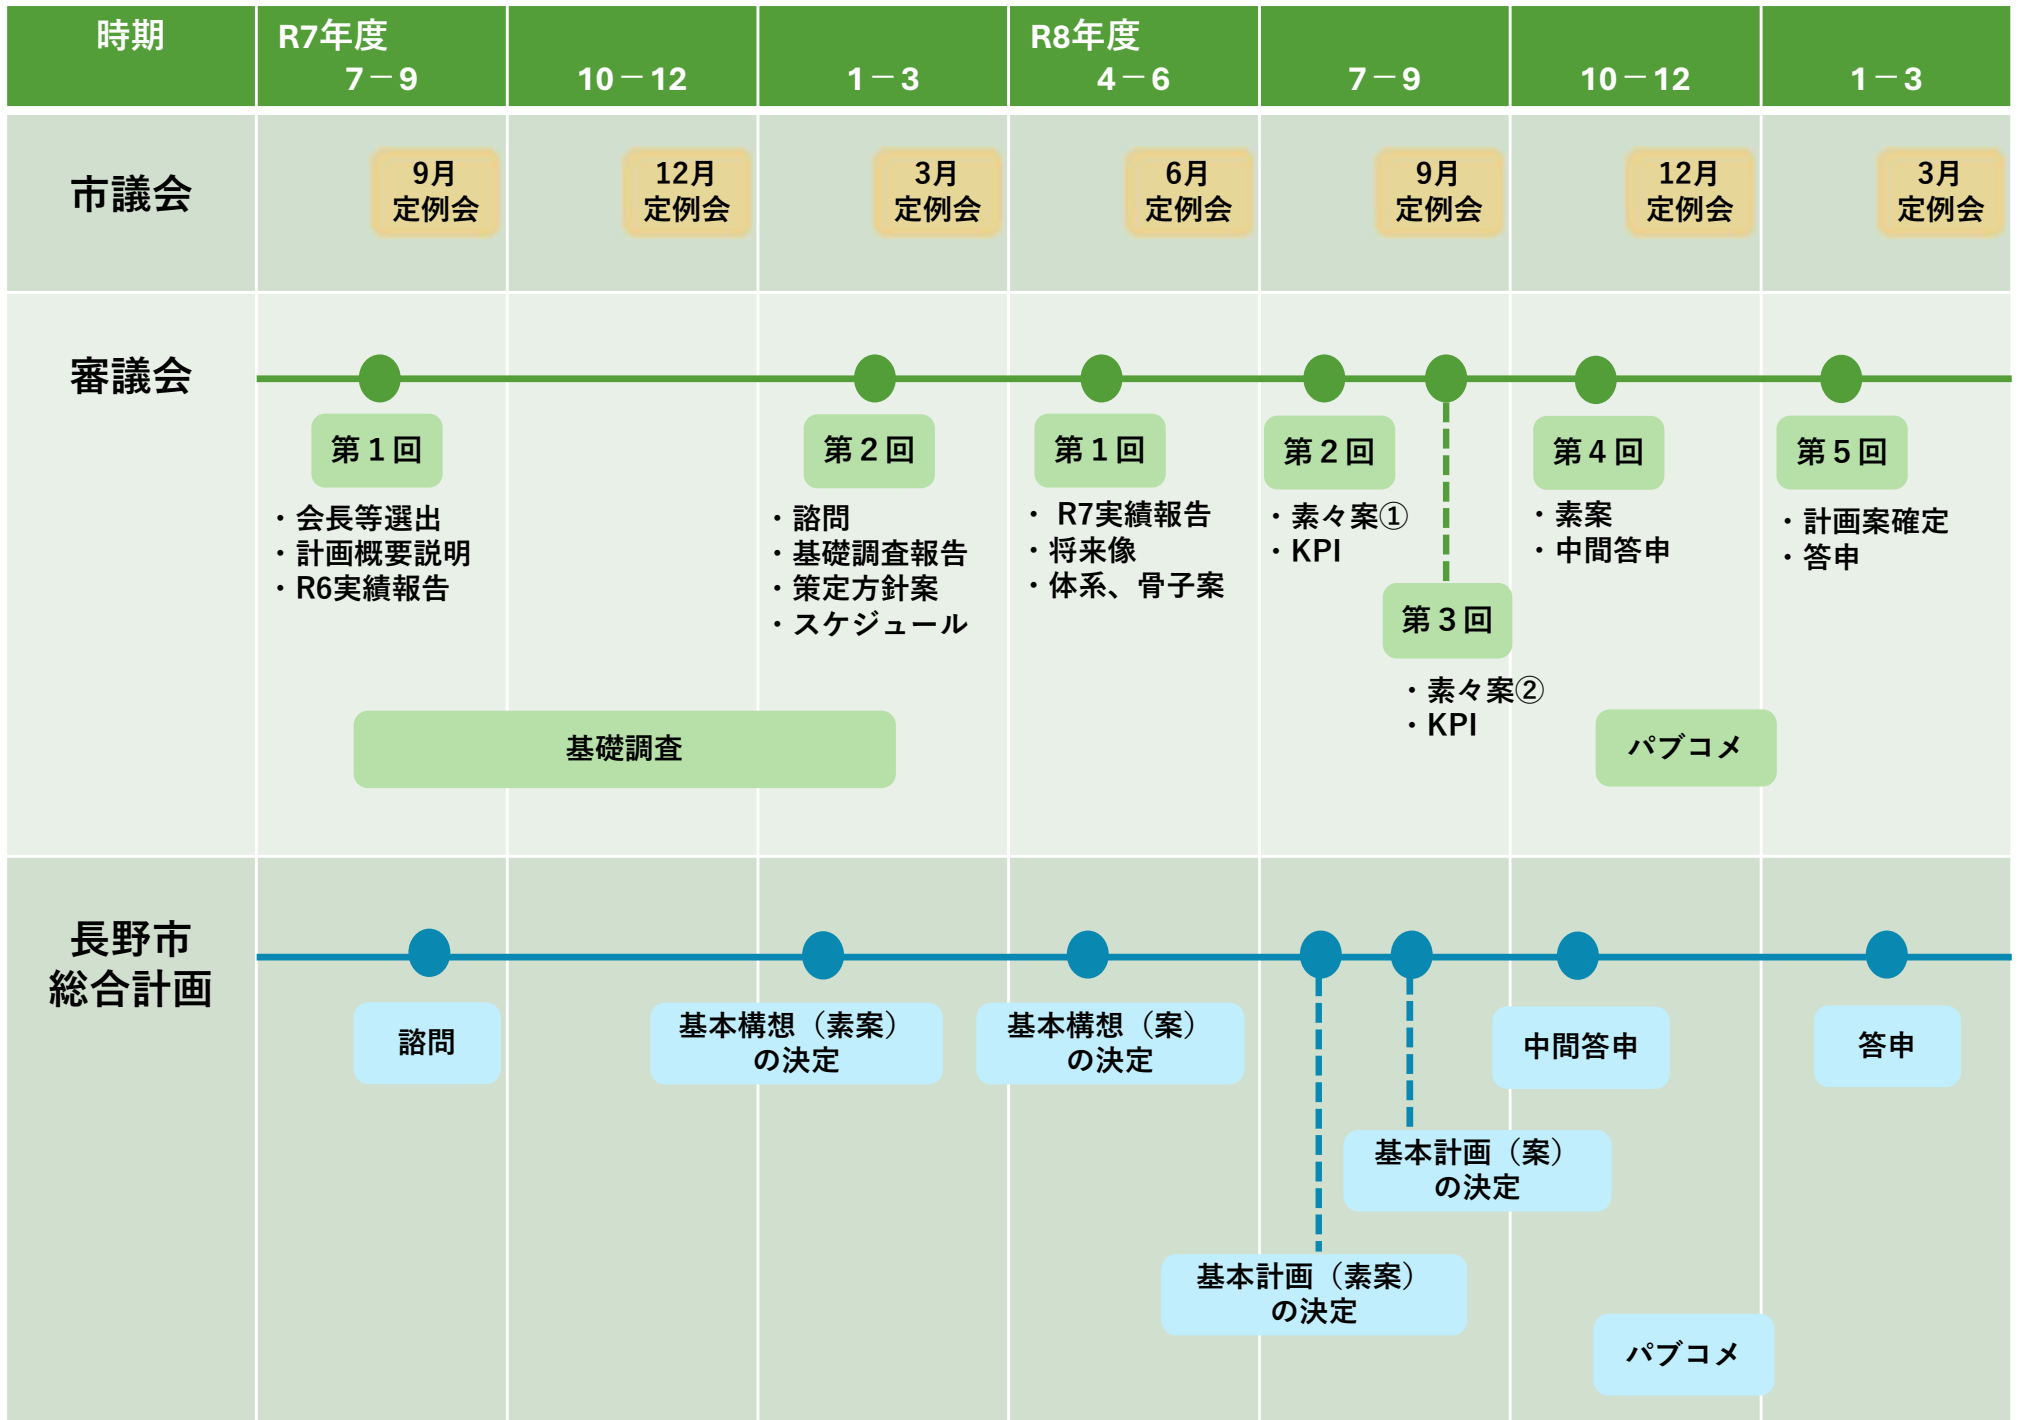 時期
R7年度
7－9
10－12
1－3
R8年度
4－6
7－9
10－12
1－3
市議会
9月
定例会
12月
定例会
3月
定例会
6月
定例会
9月
定例会
12月
定例会
3月
定例会
審議会
第１回
・会長等選出
・計画概要説明
・R6実績報告
第２回
・諮問
・基礎調査報告
・策定方針案
・スケジュール
第１回
・ R7実績報告
・将来像
・体系、骨子案
第２回
・素々案①
・KPI
第３回
・素々案②
・KPI
第４回
・素案
・中間答申
第５回
・計画案確定
・答申
基礎調査
パブコメ
長野市
総合計画
諮問
基本構想（素案）
の決定
基本構想（案）
の決定
基本計画（素案）
の決定
基本計画（案）
の決定
中間答申
答申
パブコメ